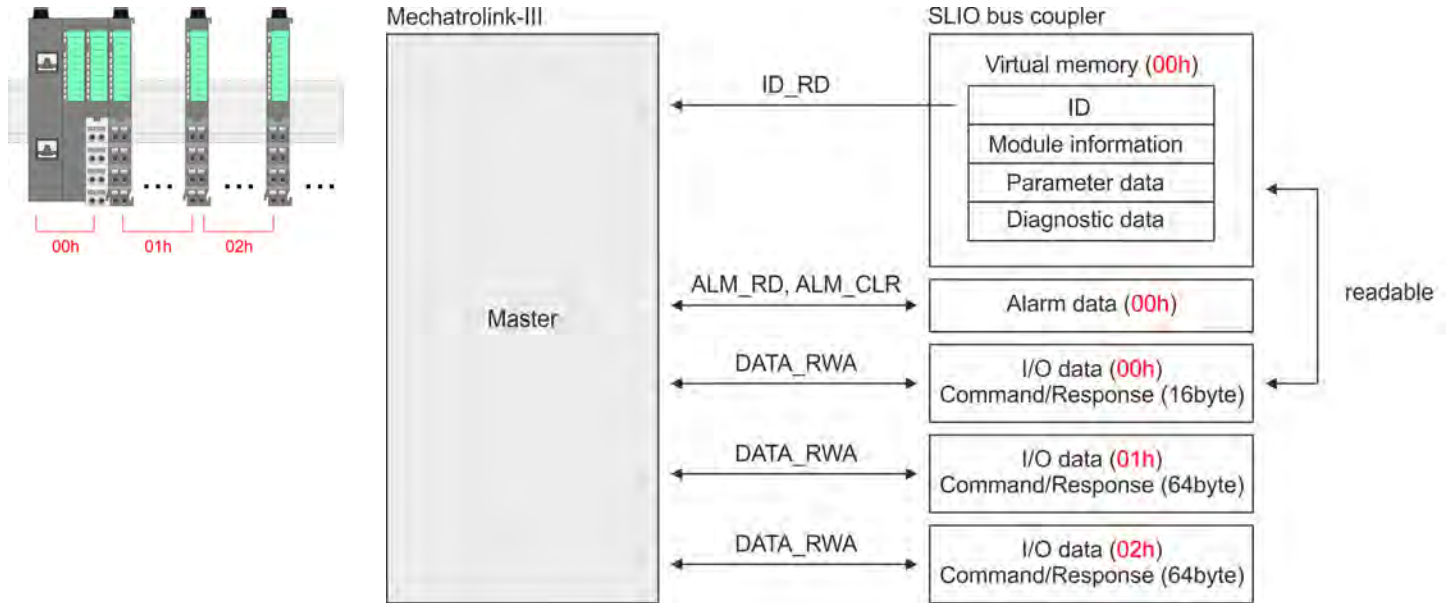 Mechatrolink-III
SLIO bus coupler
00h
01h
02h
Master
ID_RD
Virtual memory (00h)
ID
Module information
Parameter data
Diagnostic data
ALM_RD, ALM_CLR
Alarm data (00h)
readable
DATA_RWA
I/O data (00h)
Command/Response (16byte)
DATA_RWA
I/O data (01h)
Command/Response (64byte)
DATA_RWA
I/O data (02h)
Command/Response (64byte)